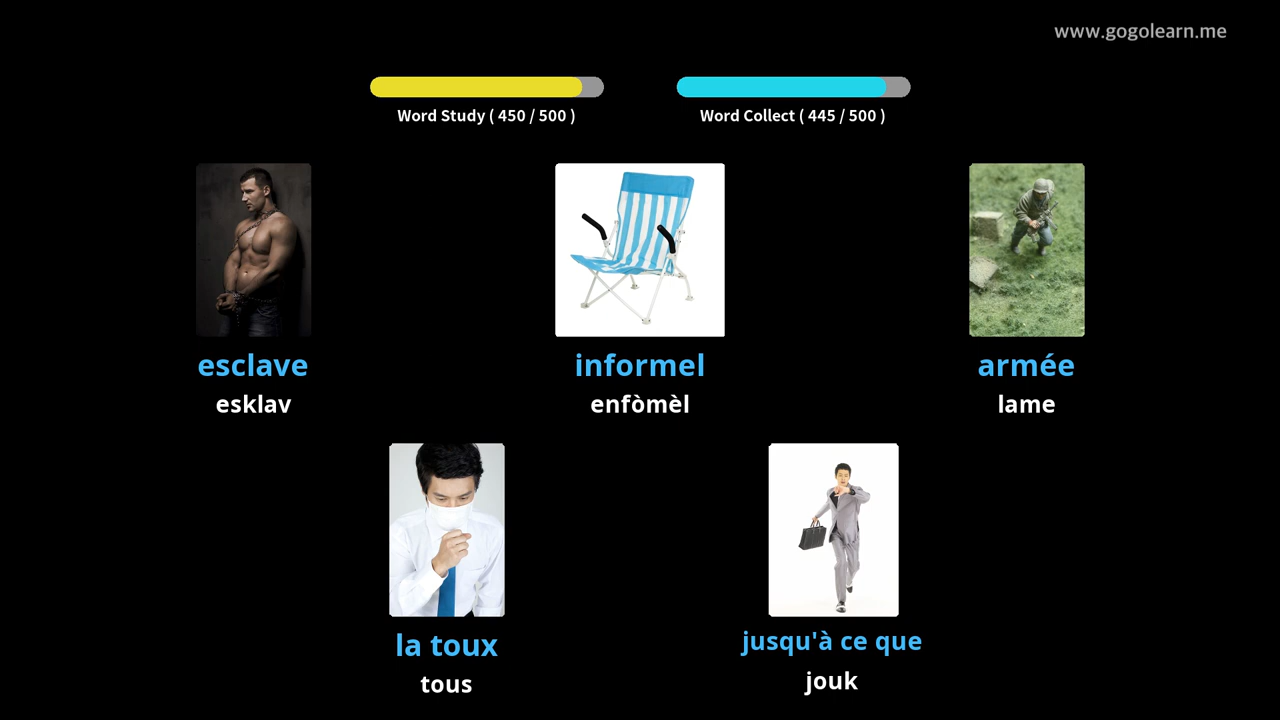 www.gogolearn.me
Word Study ( 450 / 500 )
Word Collect ( 445 / 500 )
esclave
esklav
informel
enfòmèl
armée
lame
la toux
tous
jusqu'à ce que
jouk